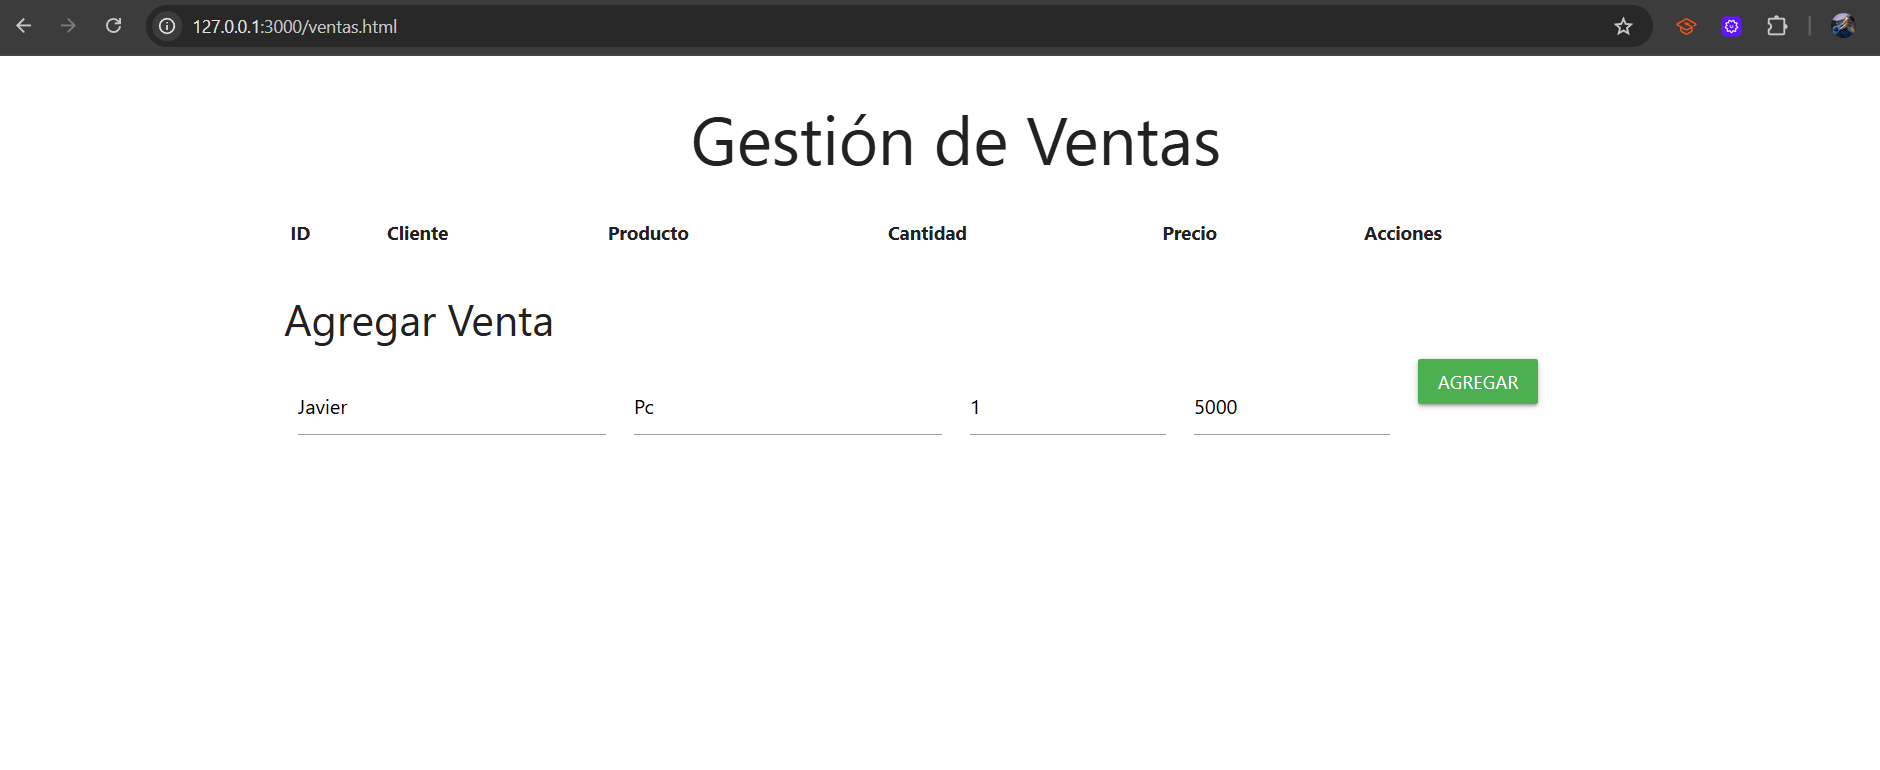 127.0.0.1:3000/ventas.html
Gestión de Ventas
ID Cliente Producto Cantidad Precio Acciones
Agregar Venta
Javier Pc 1 5000 AGREGAR